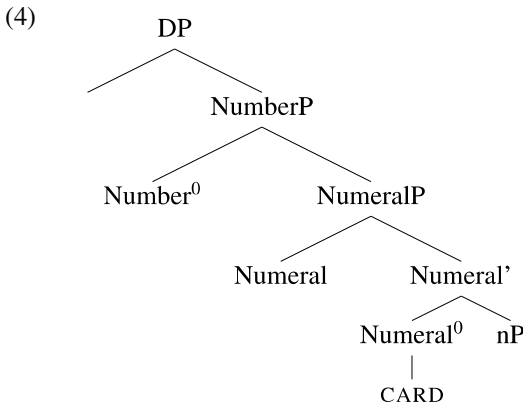 (4)
DP
NumberP
Number⁰ NumeralP
Numeral Numeral’
Numeral⁰ nP
CARD